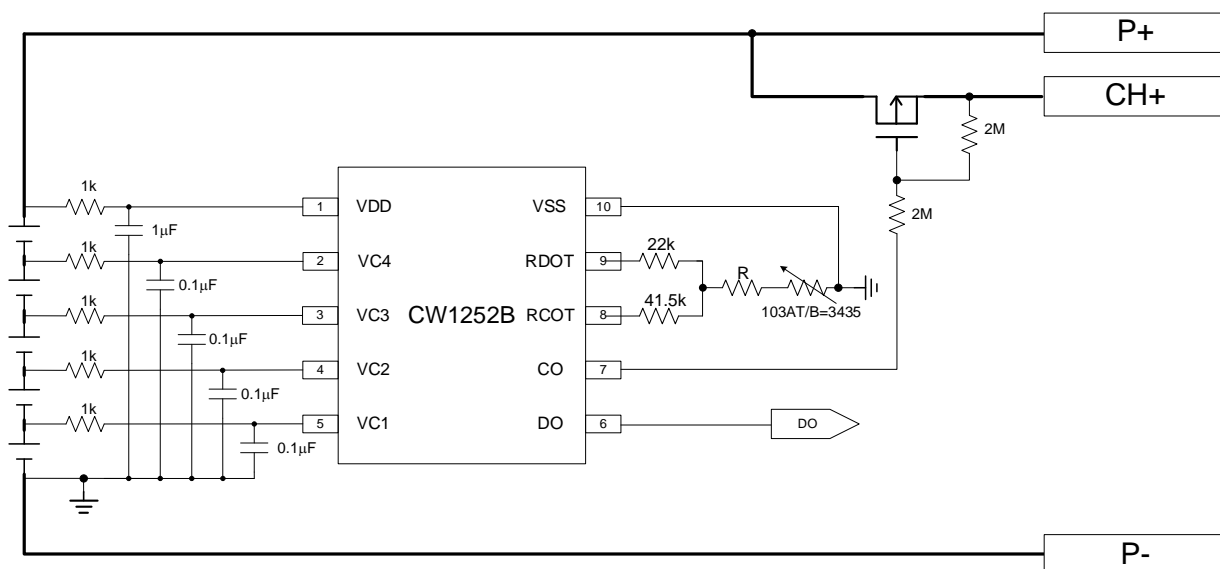 P+
CH+
2M
2M
1k
1µF
1k
0.1µF
1k
0.1µF
1k
0.1µF
1k
0.1µF
CW1252B
1 VDD
2 VC4
3 VC3
4 VC2
5 VC1
VSS 10
RDOT 9
RCOT 8
CO 7
DO 6
22k
41.5k
R
103AT/B=3435
DO
P-